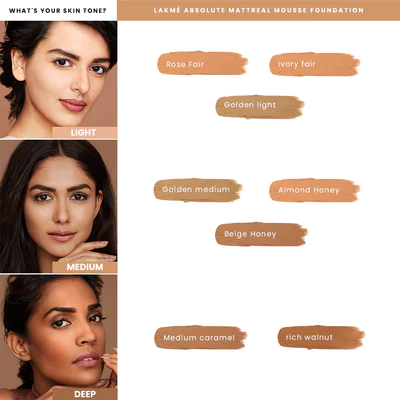 WHAT'S YOUR SKIN TONE?
LAKMÉ ABSOLUTE MATTREAL MOUSSE FOUNDATION
Rose Fair
Ivory fair
Golden light
LIGHT
Golden medium
Almond Honey
Beige Honey
MEDIUM
Medium caramel
rich walnut
DEEP